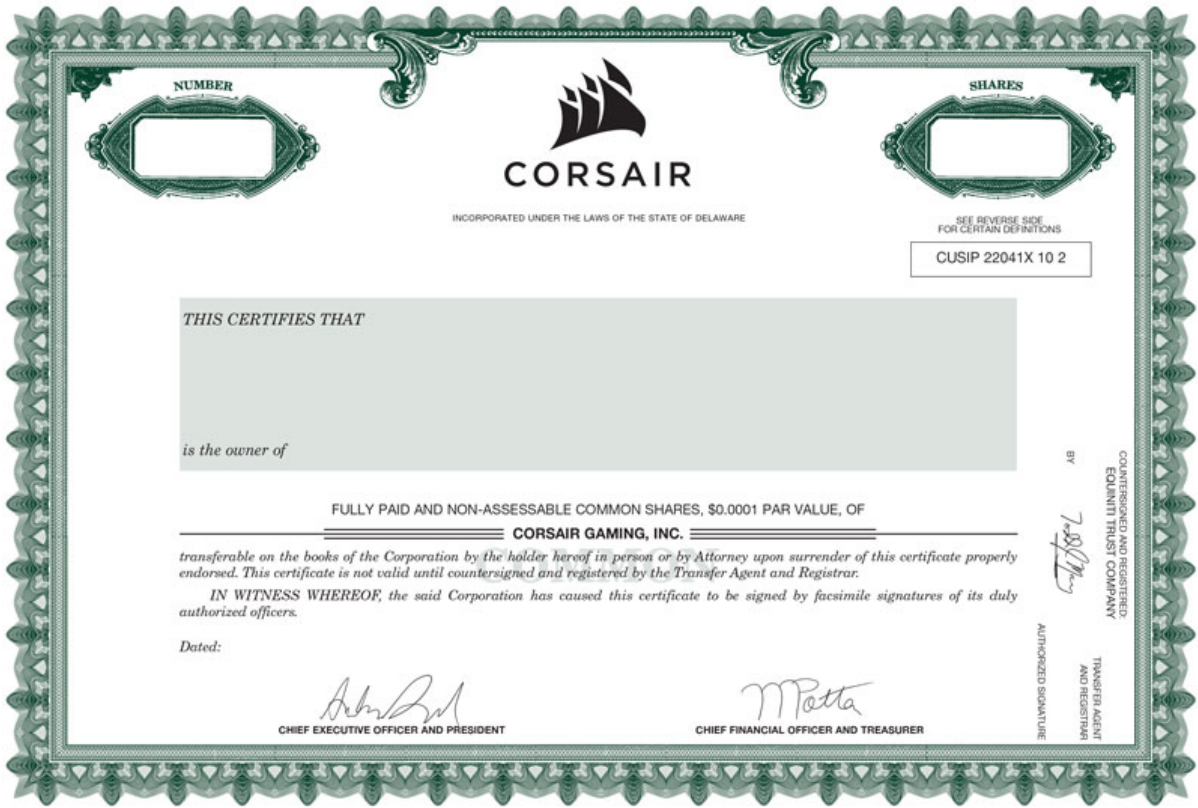 NUMBER
SHARES
CORSAIR
INCORPORATED UNDER THE LAWS OF THE STATE OF DELAWARE
SEE REVERSE SIDE
FOR CERTAIN DEFINITIONS
CUSIP 22041X 10 2
THIS CERTIFIES THAT
is the owner of
FULLY PAID AND NON-ASSESSABLE COMMON SHARES, $0.0001 PAR VALUE, OF
CORSAIR GAMING, INC.
COMMON
transferable on the books of the Corporation by the holder hereof in person or by Attorney upon surrender of this certificate properly
endorsed. This certificate is not valid until countersigned and registered by the Transfer Agent and Registrar.
IN WITNESS WHEREOF, the said Corporation has caused this certificate to be signed by facsimile signatures of its duly
authorized officers.
Dated:
CHIEF EXECUTIVE OFFICER AND PRESIDENT
MPotta
CHIEF FINANCIAL OFFICER AND TREASURER
COUNTERSIGNED AND REGISTERED:
EQUINITI TRUST COMPANY
TRANSFER AGENT
AND REGISTRAR
BY
AUTHORIZED SIGNATURE